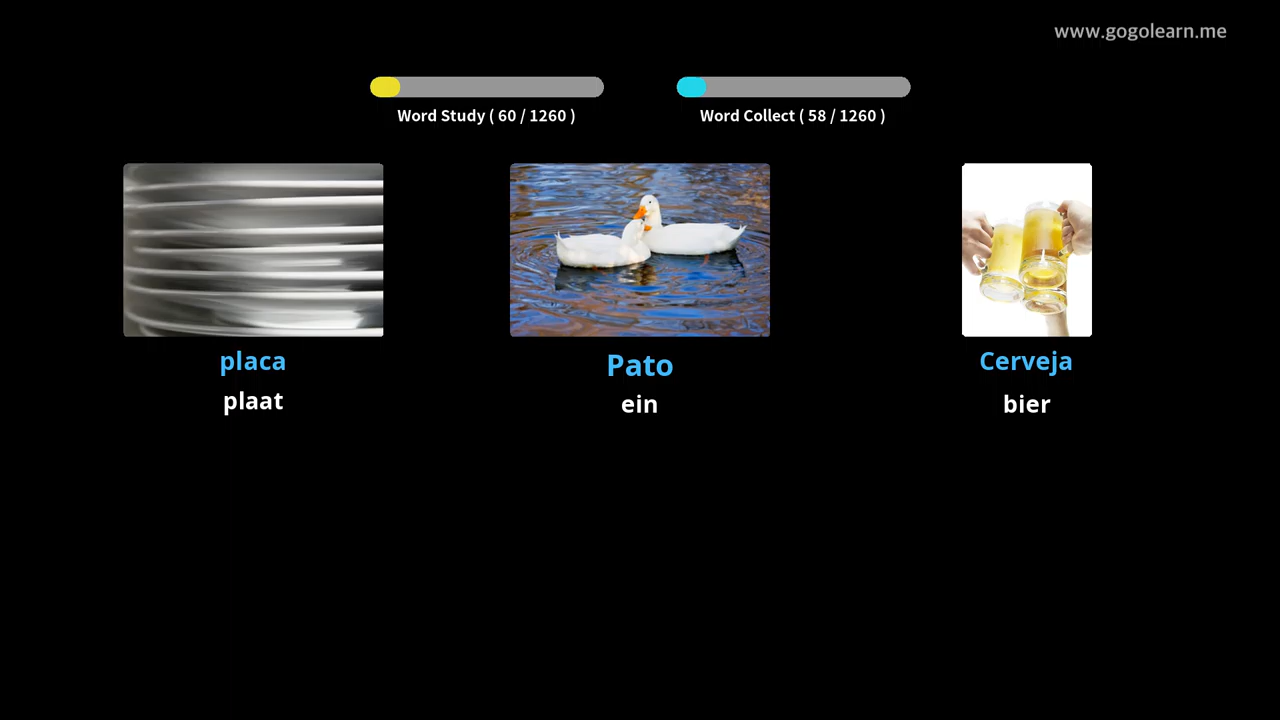 www.gogolearn.me
Word Study ( 60 / 1260 )
Word Collect ( 58 / 1260 )
placa
Pato
Cerveja
plaat
ein
bier